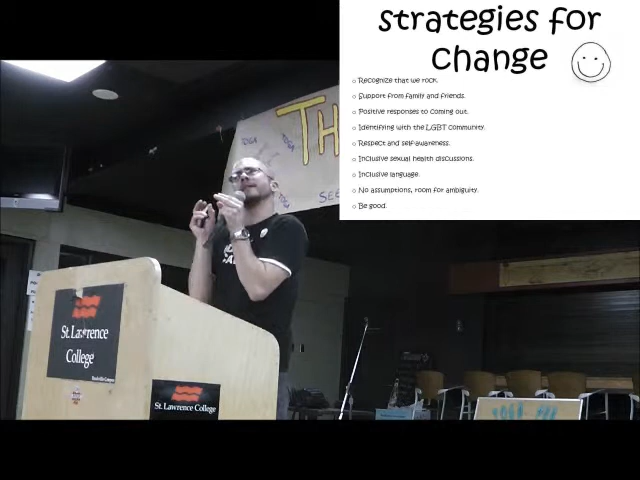 strategies for
change
o Recognize that we rock.
o Support from family and friends.
o Positive responses to coming out.
o Identifying with the LGBT community.
o Respect and self-awareness.
o Inclusive sexual health discussions.
o Inclusive language.
o No assumptions, room for ambiguity.
o Be good.
TH
SEE
St. Lawrence
College
St. Lawrence College